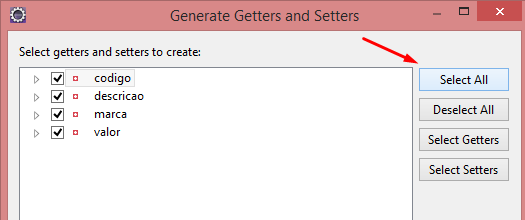 Generate Getters and Setters
Select getters and setters to create:
codigo
descricao
marca
valor
Select All
Deselect All
Select Getters
Select Setters